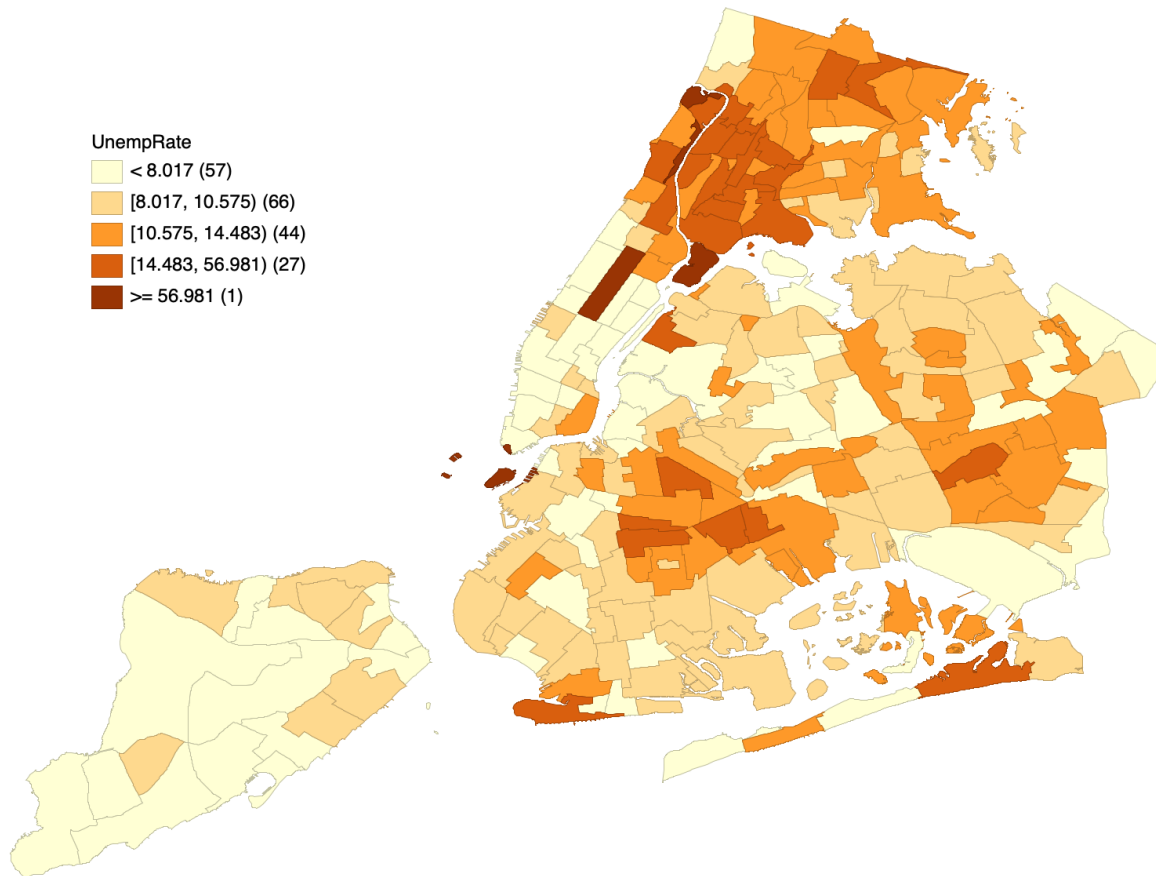 UnempRate
< 8.017 (57)
[8.017, 10.575) (66)
[10.575, 14.483) (44)
[14.483, 56.981) (27)
>= 56.981 (1)